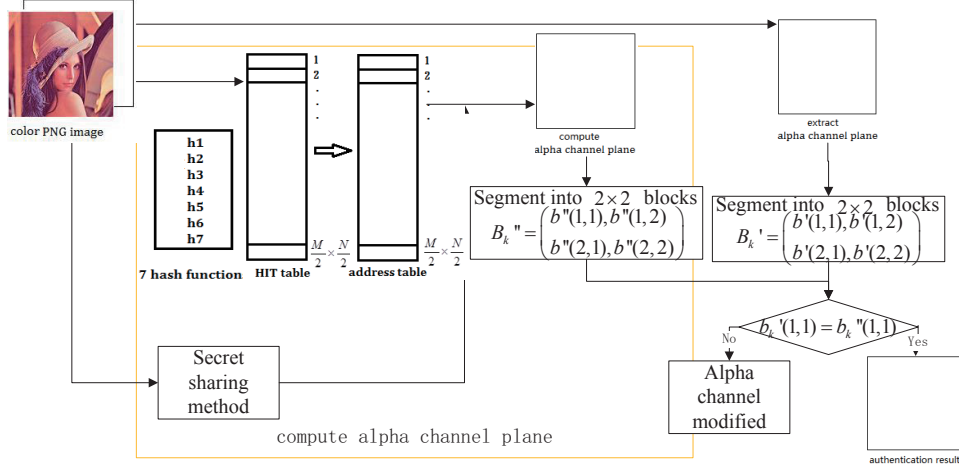 color PNG image
h1
h2
h3
h4
h5
h6
h7
7 hash function
1
2
.
.
.
M/2 × N/2
HIT table
1
2
.
.
.
M/2 × N/2
address table
compute
alpha channel plane
Segment into 2×2 blocks
B_k'' = (b''(1,1), b''(1,2)
b''(2,1), b''(2,2))
extract
alpha channel plane
Segment into 2×2 blocks
B_k' = (b'(1,1), b'(1,2)
b'(2,1), b'(2,2))
b_k'(1,1) = b_k''(1,1)
No
Yes
Secret
sharing
method
Alpha
channel
modified
compute alpha channel plane
authentication result